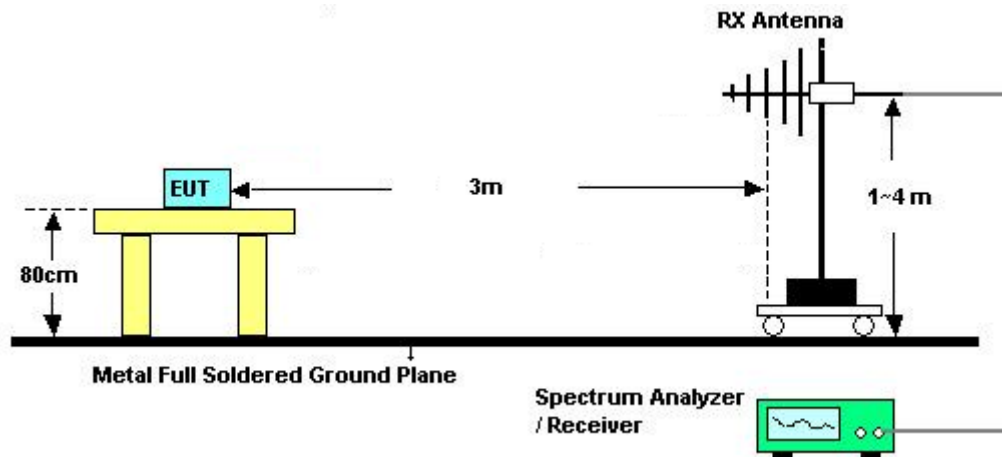 RX Antenna
EUT
3m
1~4 m
80cm
Metal Full Soldered Ground Plane
Spectrum Analyzer
/ Receiver